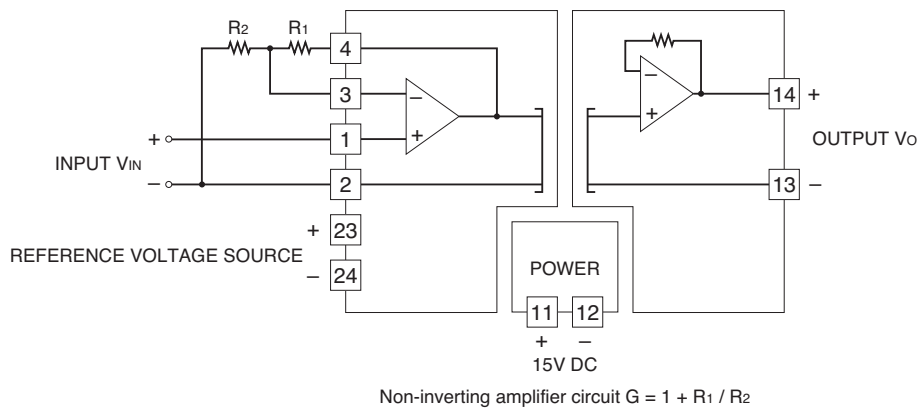 R2 R1
4
3
1
2
23
24
+
INPUT VIN
−
+
REFERENCE VOLTAGE SOURCE
−
−
+
−
+
14 +
OUTPUT VO
13 −
POWER
11 12
+ −
15V DC
Non-inverting amplifier circuit G = 1 + R1 / R2